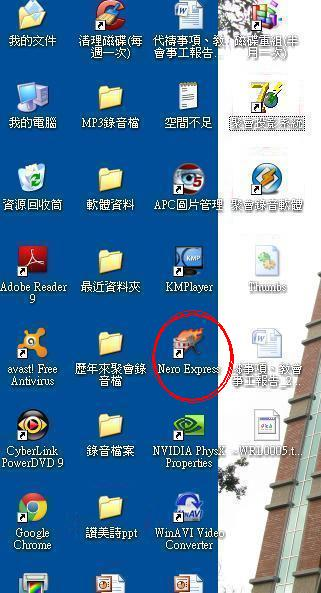 我的文件
清理磁碟(每
週一次)
代禱事項、教
會事工報告...
磁碟重組(半
月一次)
我的電腦
MP3錄音檔
空間不足
資源回收筒
軟體資料
APC圖片管理
聚會錄音軟體
Adobe Reader
9
最近資料夾
KMPlayer
Thumbs
avast! Free
Antivirus
歷年來聚會錄
音檔
Nero Express
事項、教會
事工報告_2...
CyberLink
PowerDVD 9
錄音檔案
NVIDIA PhysX
Properties
~WRL0005.t...
Google
Chrome
讚美詩ppt
WinAVI Video
Converter